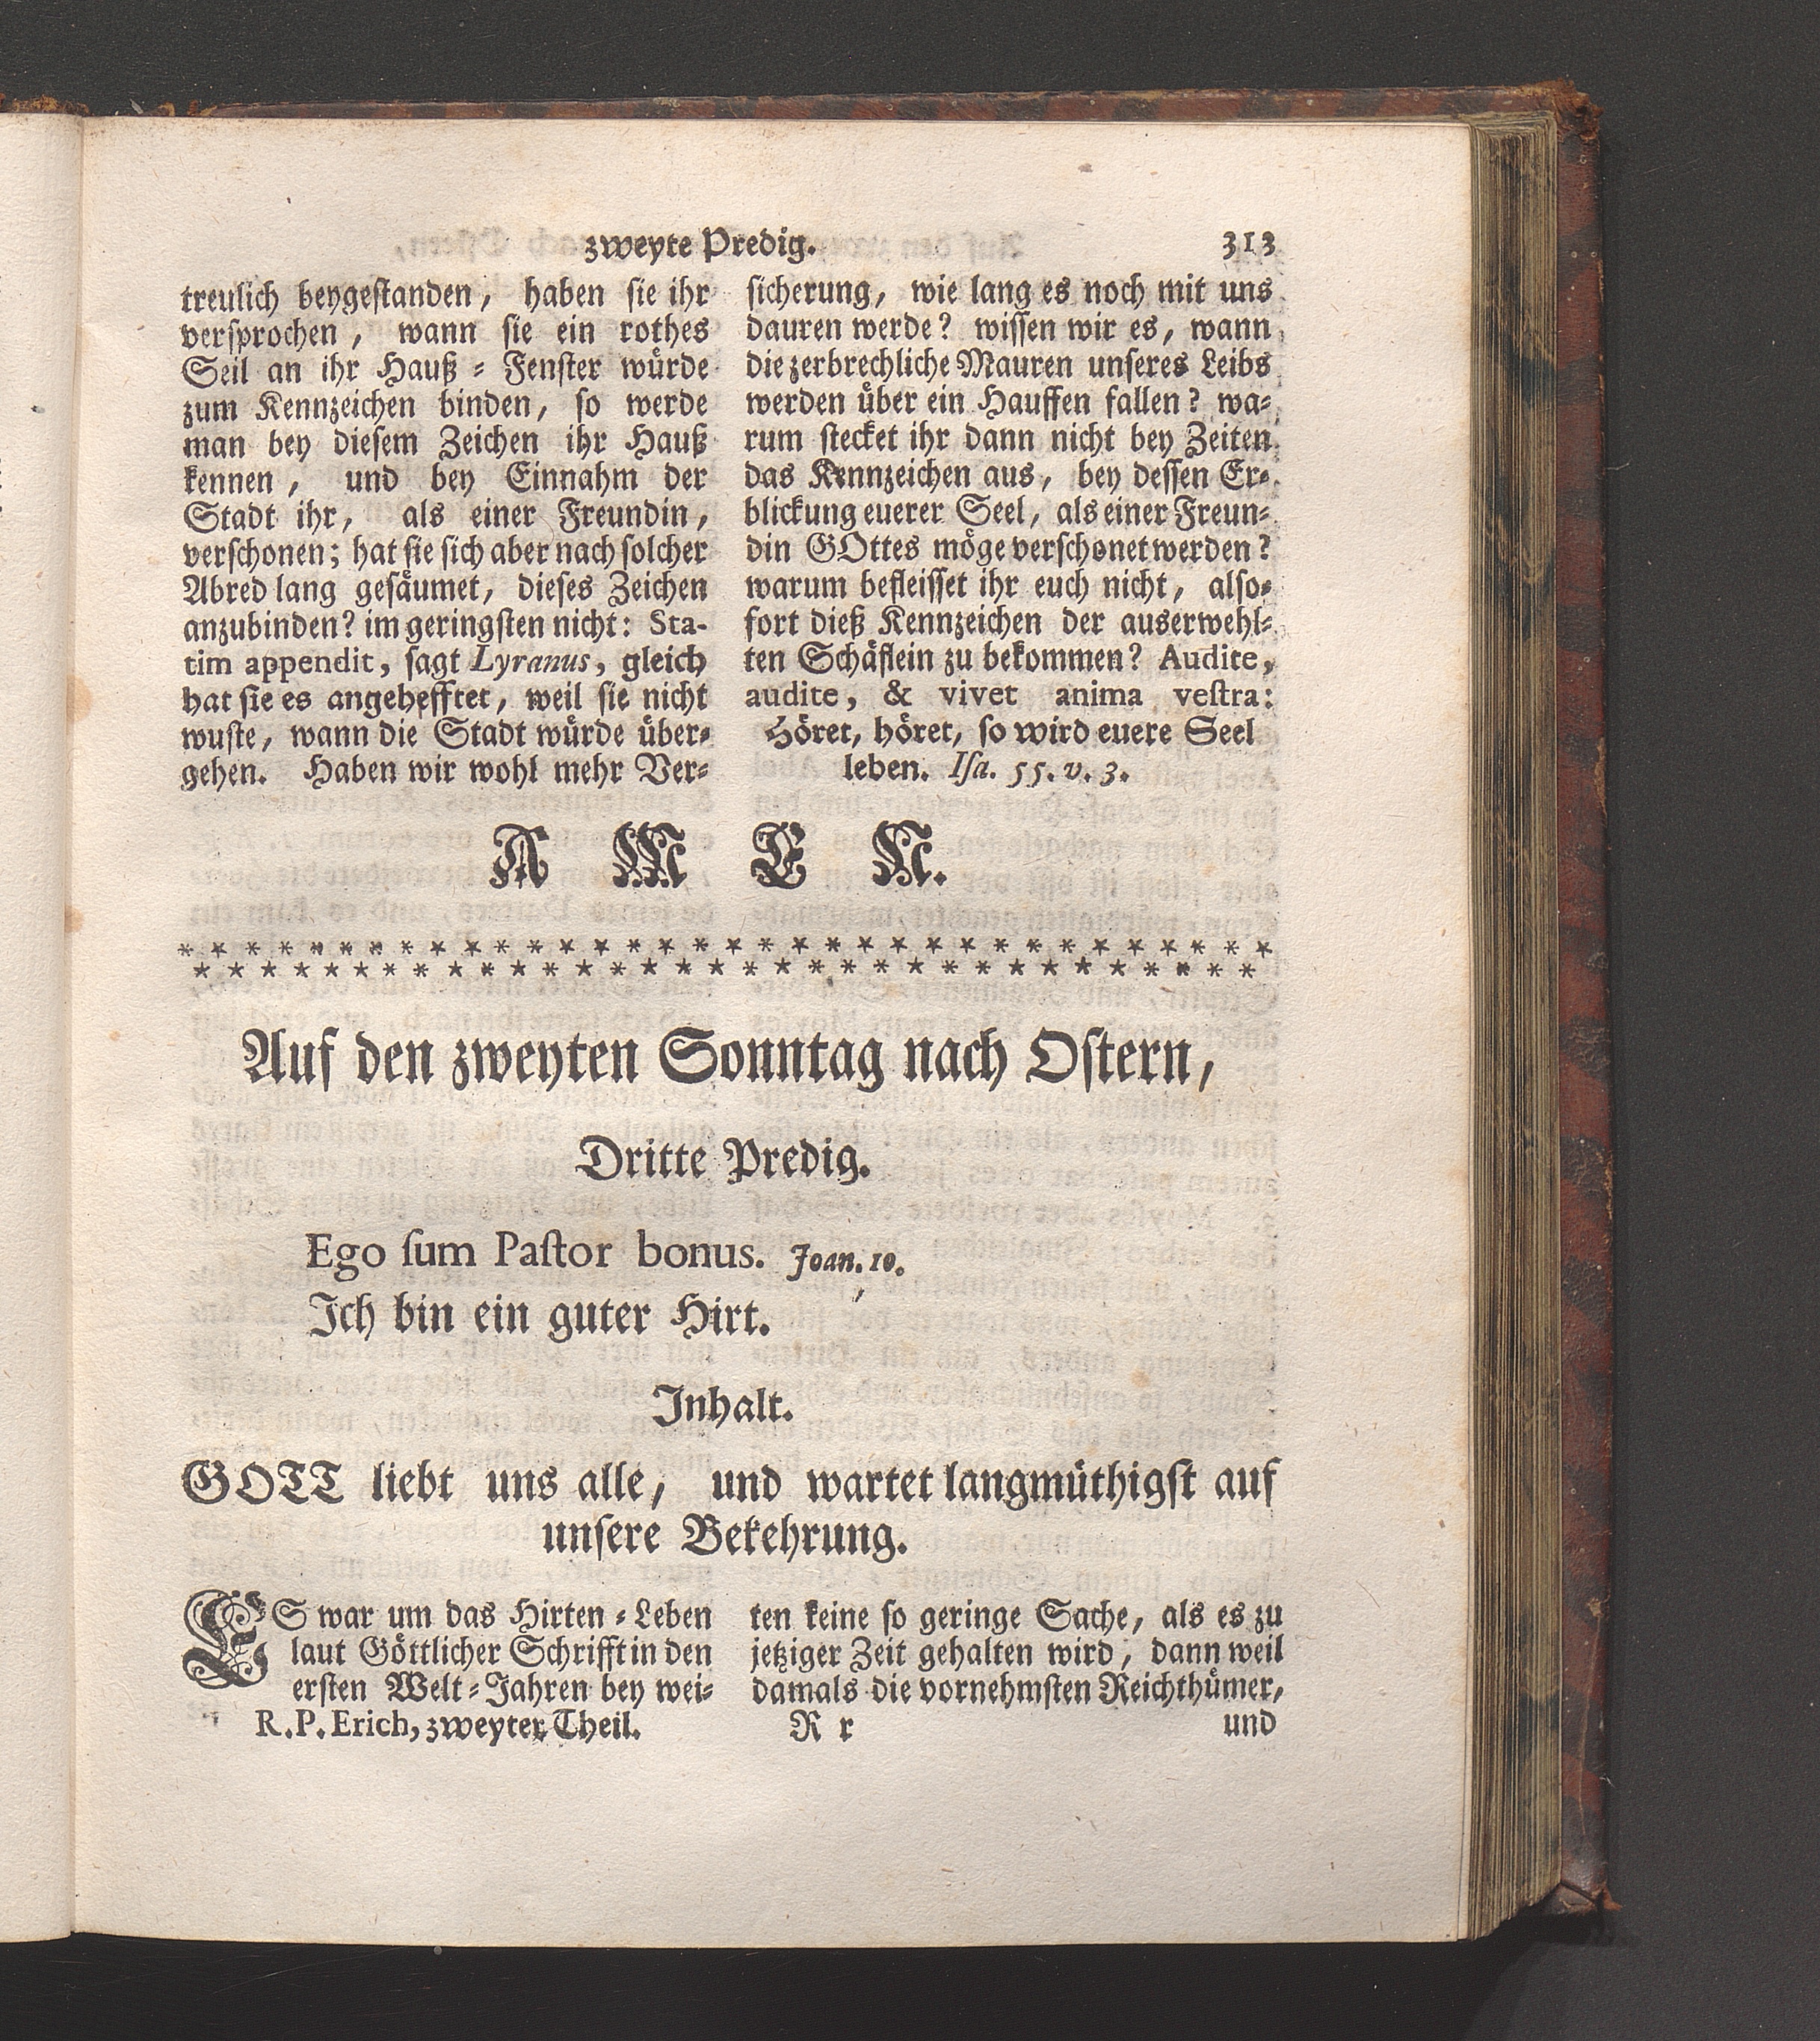 zweyte Predig. 313
treulich beygestanden, haben sie ihr
versprochen, wann sie ein rothes
Seil an ihr Hauß-Fenster würde
zum Kennzeichen binden, so werde
man bey diesem Zeichen ihr Hauß
kennen, und bey Einnahm der
Stadt ihr, als einer Freundin,
verschonen; hat sie sich aber nach solcher
Abred lang gesäumet, dieses Zeichen
anzubinden? im geringsten nicht: Sta-
tim appendit, sagt Lyranus, gleich
hat sie es angehefftet, weil sie nicht
wuste, wann die Stadt würde über-
gehen. Haben wir wohl mehr Ver-
sicherung, wie lang es noch mit uns
dauren werde? wissen wir es, wann
die zerbrechliche Mauren unseres Leibs
werden über ein Hauffen fallen? wa-
rum stecket ihr dann nicht bey Zeiten
das Kennzeichen aus, bey dessen Er-
blickung euerer Seel, als einer Freun-
din GOttes möge verschonet werden?
warum befleisset ihr euch nicht, also-
fort dieß Kennzeichen der auserwehl-
ten Schäflein zu bekommen? Audite,
audite, & vivet anima vestra:
Höret, höret, so wird euere Seel
leben. Isa. 55. v. 3.
A M E N.
Auf den zweyten Sonntag nach Ostern,
Dritte Predig.
Ego sum Pastor bonus. Joan. 10.
Ich bin ein guter Hirt.
Inhalt.
GOTT liebt uns alle, und wartet langmüthigst auf
unsere Bekehrung.
ES war um das Hirten-Leben
laut Göttlicher Schrifft in den
ersten Welt-Jahren bey wei-
ten keine so geringe Sache, als es zu
jetziger Zeit gehalten wird, dann weil
damals die vornehmsten Reichthümer,
R. P. Erich, zweyter Theil. R r und